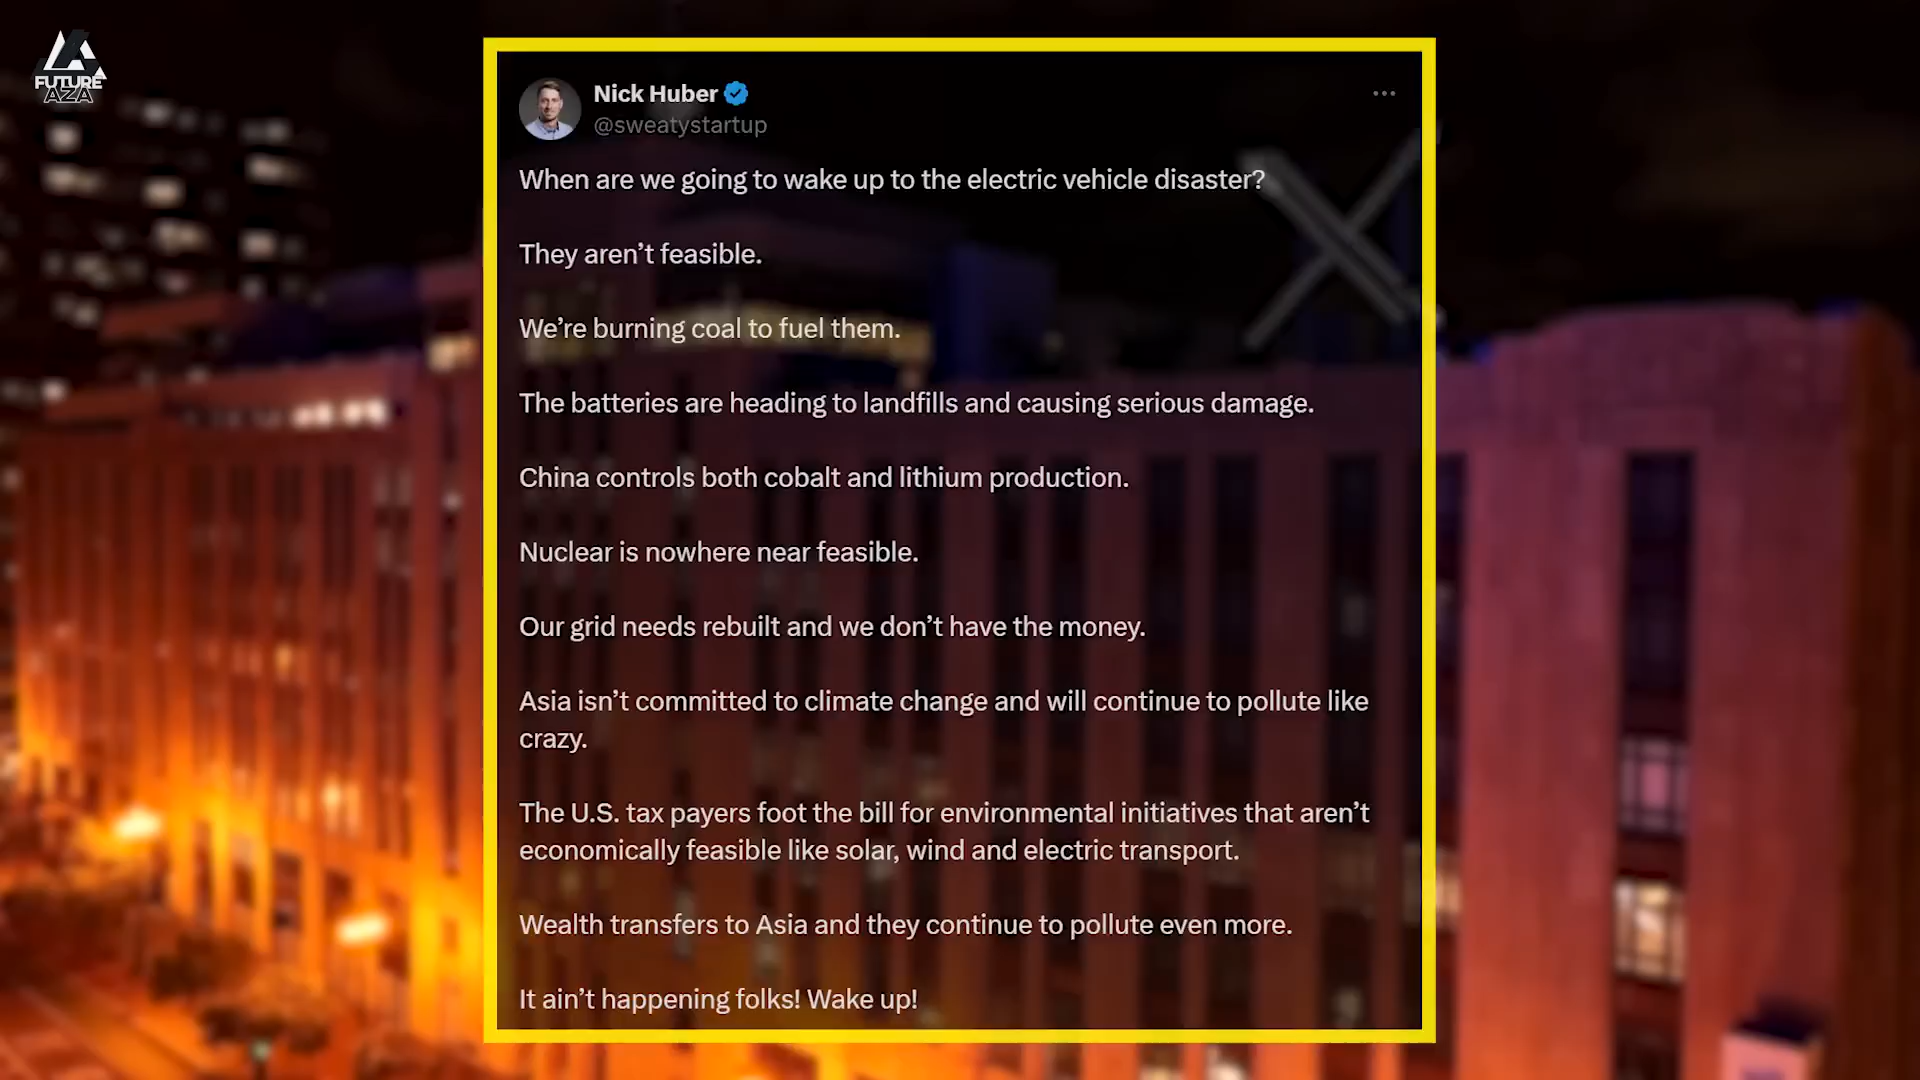 FUTURE
AZA
Nick Huber
@sweatystartup
When are we going to wake up to the electric vehicle disaster?
They aren’t feasible.
We’re burning coal to fuel them.
The batteries are heading to landfills and causing serious damage.
China controls both cobalt and lithium production.
Nuclear is nowhere near feasible.
Our grid needs rebuilt and we don’t have the money.
Asia isn’t committed to climate change and will continue to pollute like
crazy.
The U.S. tax payers foot the bill for environmental initiatives that aren’t
economically feasible like solar, wind and electric transport.
Wealth transfers to Asia and they continue to pollute even more.
It ain’t happening folks! Wake up!